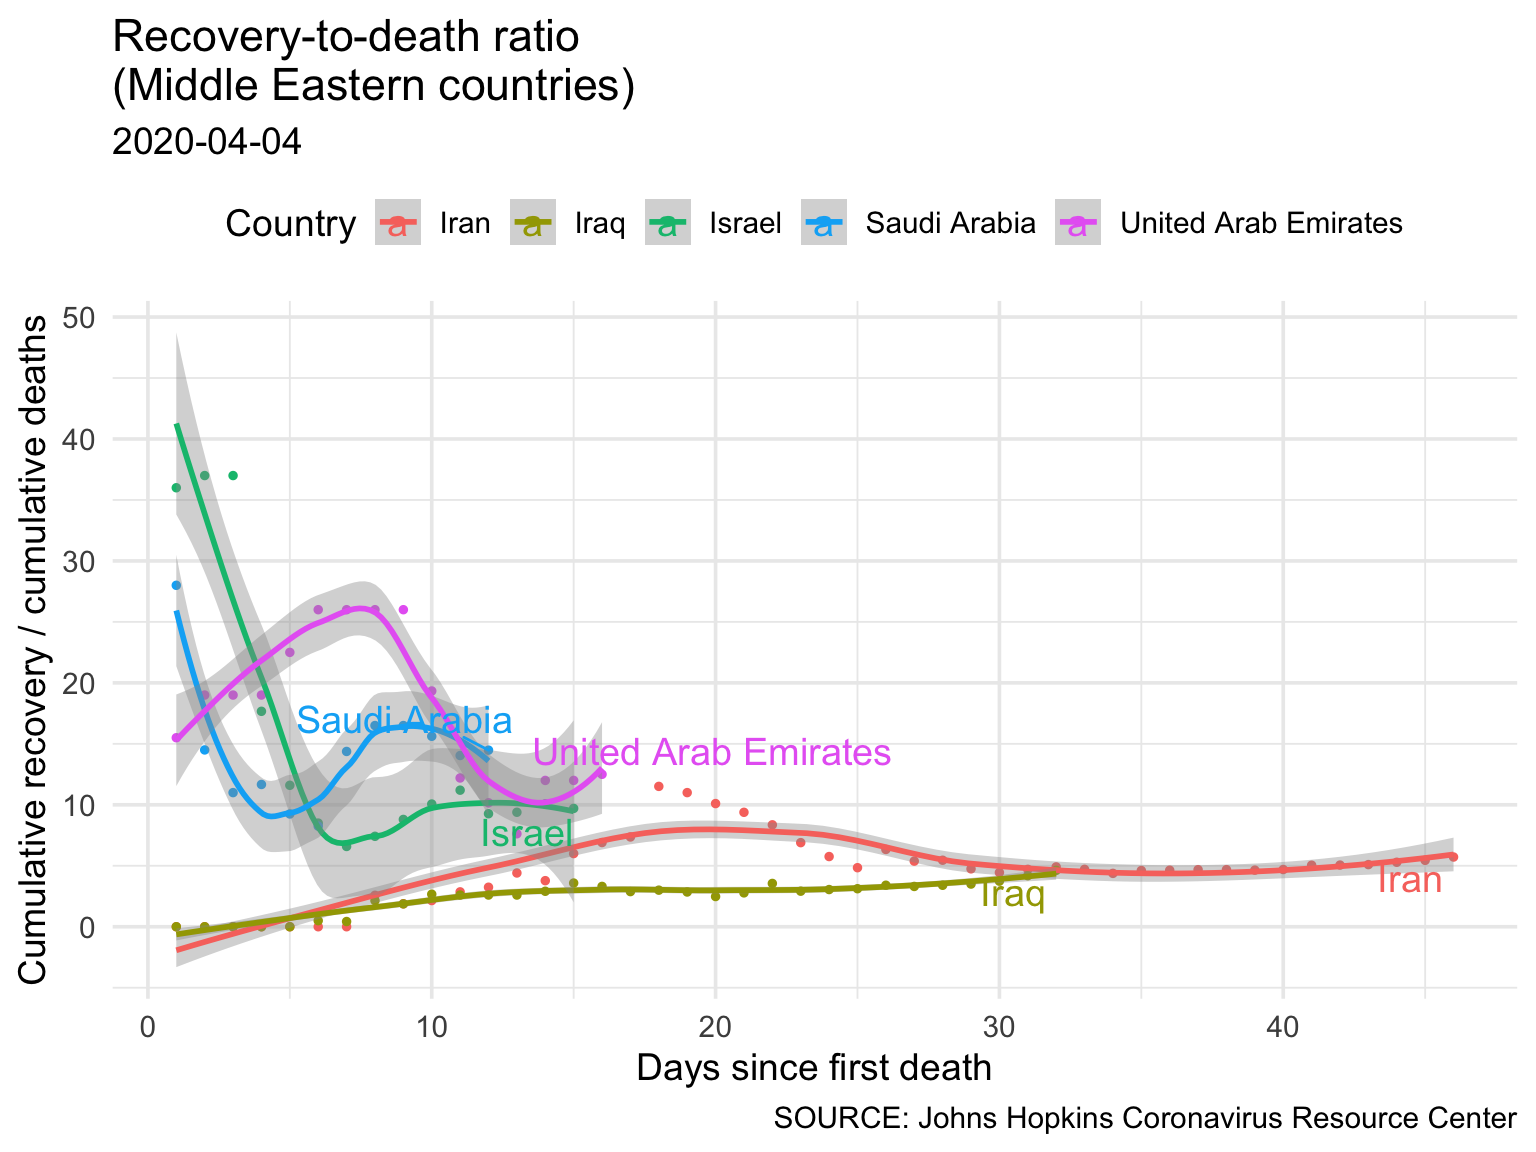 Recovery-to-death ratio
(Middle Eastern countries)
2020-04-04
Country a Iran a Iraq a Israel a Saudi Arabia a United Arab Emirates
Cumulative recovery / cumulative deaths
50
40
30
20
10
0
Saudi Arabia
United Arab Emirates
Israel
Iran
Iraq
0 10 20 30 40
Days since first death
SOURCE: Johns Hopkins Coronavirus Resource Center